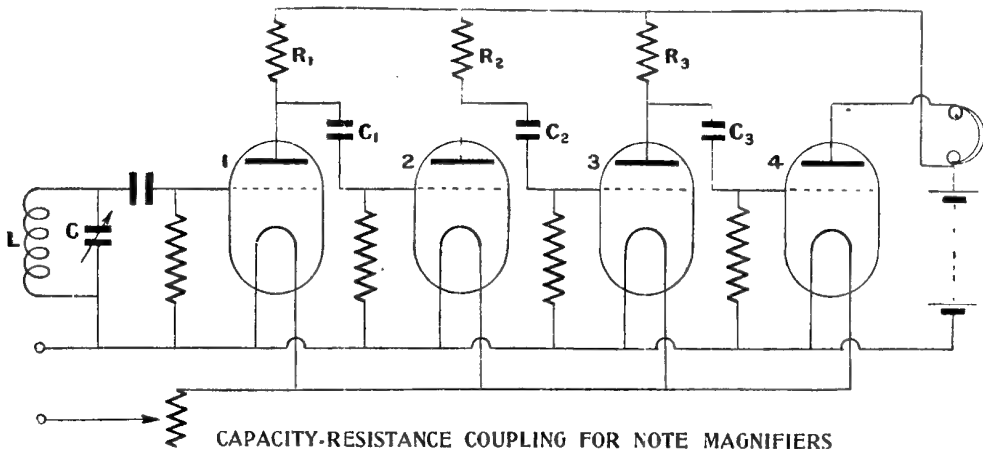 R₁
R₂
R₃
C₁
C₂
C₃
1
2
3
4
L
C
CAPACITY-RESISTANCE COUPLING FOR NOTE MAGNIFIERS